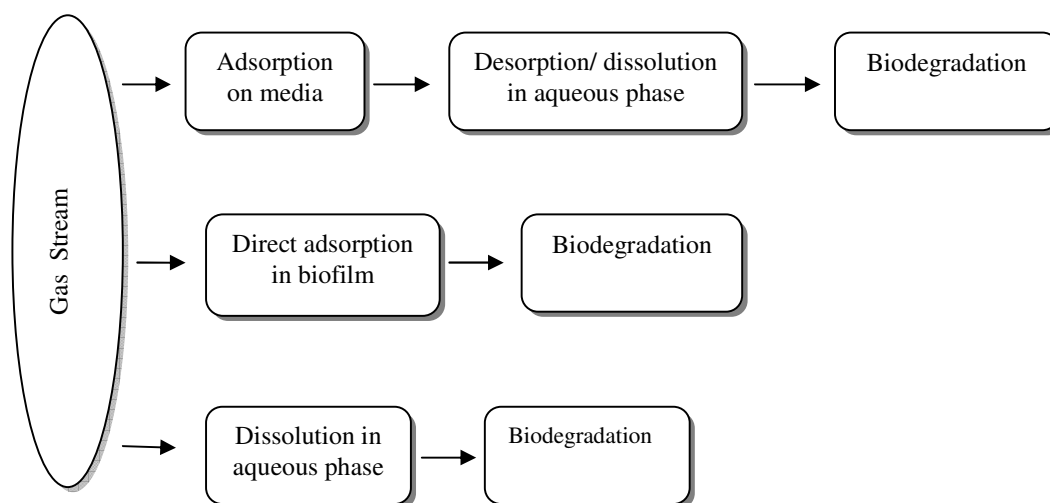 Gas Stream
Adsorption
on media
Desorption/ dissolution
in aqueous phase
Biodegradation
Direct adsorption
in biofilm
Biodegradation
Dissolution in
aqueous phase
Biodegradation